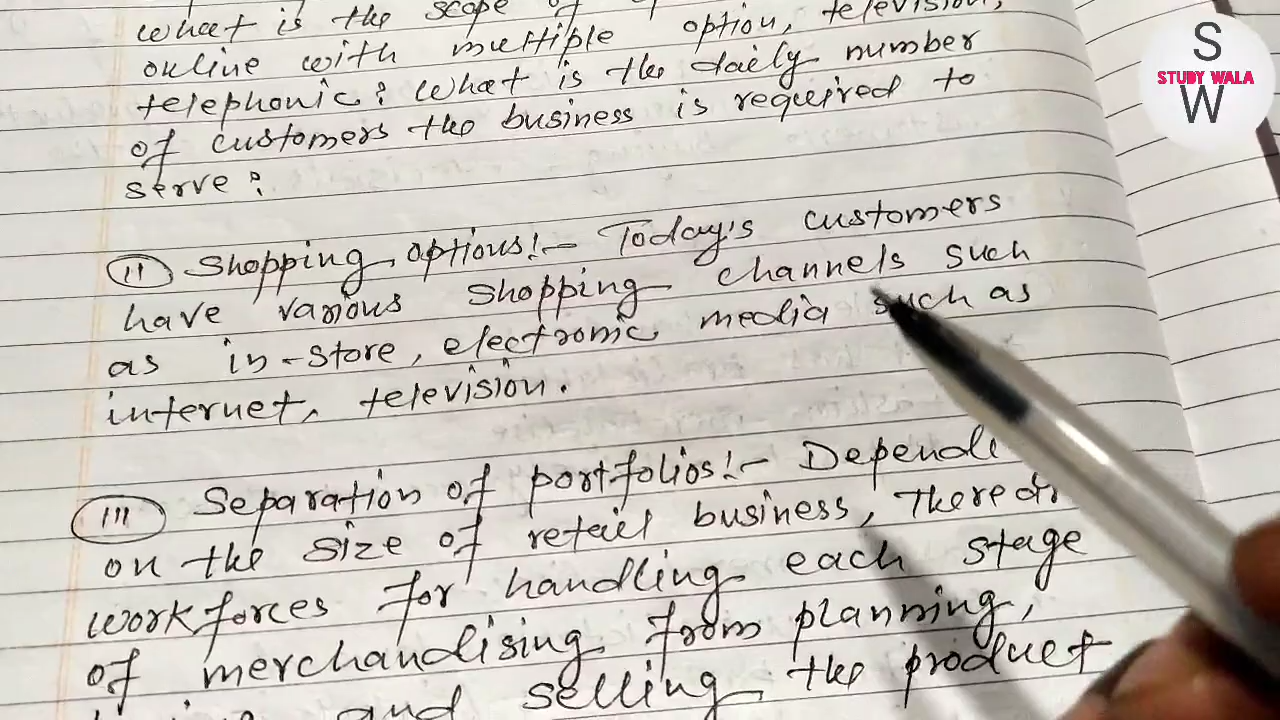 what is the scope of
online with multiple option, television,
telephonic? What is the daily number
of customers the business is required to
serve?
(II) Shopping options:- Today's customers
have various shopping channels such
as in-store, electronic media such as
internet, television.
(III) Separation of portfolios:- Depend
on the size of retail business, There are
workforces for handling each stage
of merchandising from planning,
and selling the product
S
STUDY WALA
W